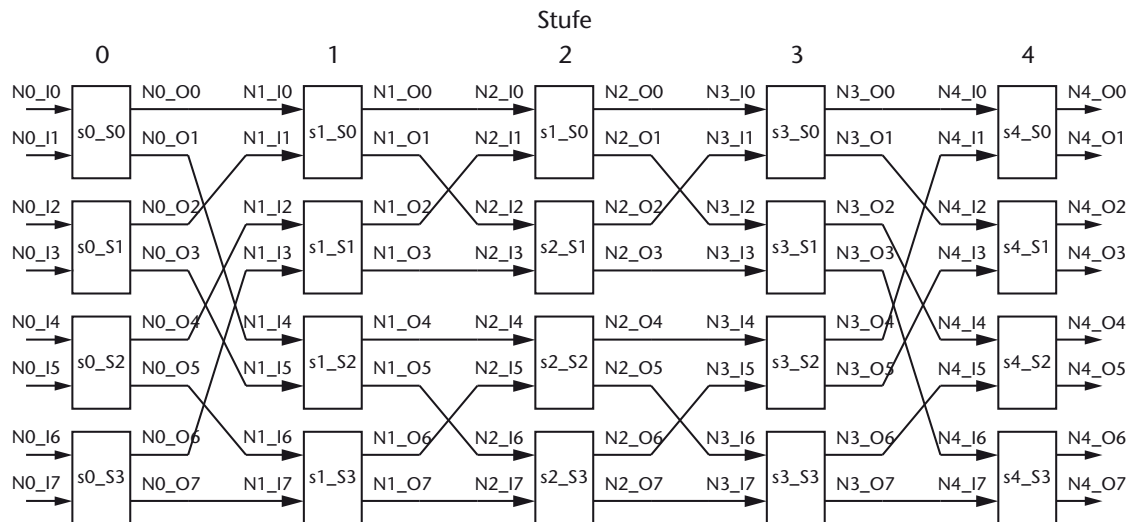 Stufe
0 1 2 3 4
N0_I0 N0_O0 N1_I0 N1_O0 N2_I0 N2_O0 N3_I0 N3_O0 N4_I0 N4_O0
s0_S0 s1_S0 s1_S0 s3_S0 s4_S0
N0_I1 N0_O1 N1_I1 N1_O1 N2_I1 N2_O1 N3_I1 N3_O1 N4_I1 N4_O1
N0_I2 N0_O2 N1_I2 N1_O2 N2_I2 N2_O2 N3_I2 N3_O2 N4_I2 N4_O2
s0_S1 s1_S1 s2_S1 s3_S1 s4_S1
N0_I3 N0_O3 N1_I3 N1_O3 N2_I3 N2_O3 N3_I3 N3_O3 N4_I3 N4_O3
N0_I4 N0_O4 N1_I4 N1_O4 N2_I4 N2_O4 N3_I4 N3_O4 N4_I4 N4_O4
s0_S2 s1_S2 s2_S2 s3_S2 s4_S2
N0_I5 N0_O5 N1_I5 N1_O5 N2_I5 N2_O5 N3_I5 N3_O5 N4_I5 N4_O5
N0_I6 N0_O6 N1_I6 N1_O6 N2_I6 N2_O6 N3_I6 N3_O6 N4_I6 N4_O6
s0_S3 s1_S3 s2_S3 s3_S3 s4_S3
N0_I7 N0_O7 N1_I7 N1_O7 N2_I7 N2_O7 N3_I7 N3_O7 N4_I7 N4_O7